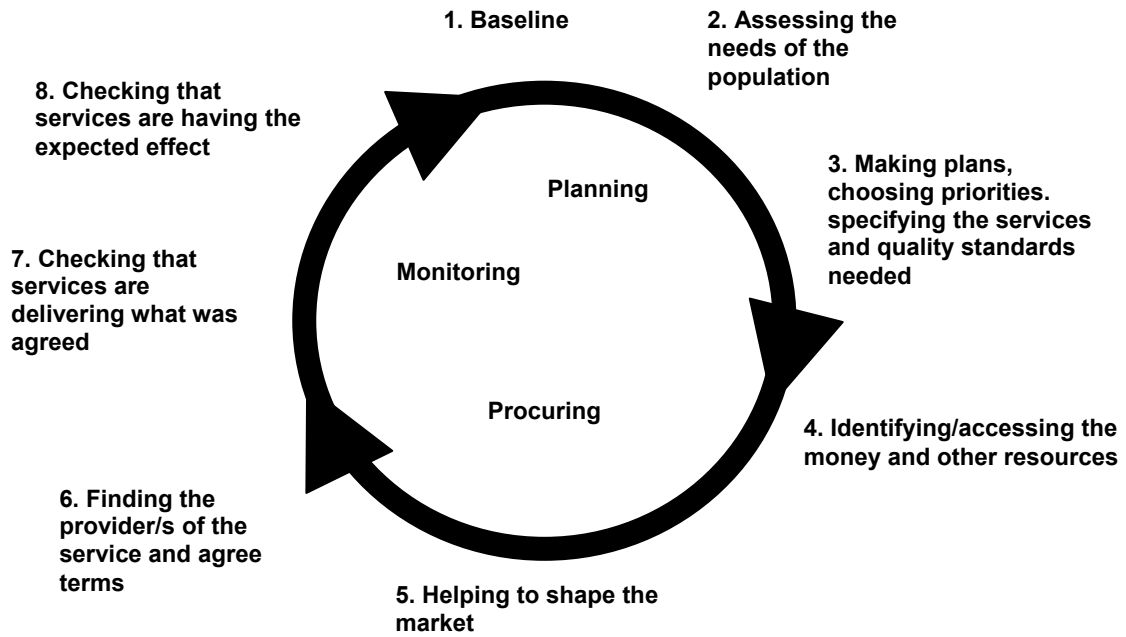 1. Baseline
2. Assessing the
needs of the
population
3. Making plans,
choosing priorities.
specifying the services
and quality standards
needed
4. Identifying/accessing the
money and other resources
5. Helping to shape the
market
6. Finding the
provider/s of the
service and agree
terms
7. Checking that
services are
delivering what was
agreed
8. Checking that
services are having the
expected effect
Planning
Monitoring
Procuring